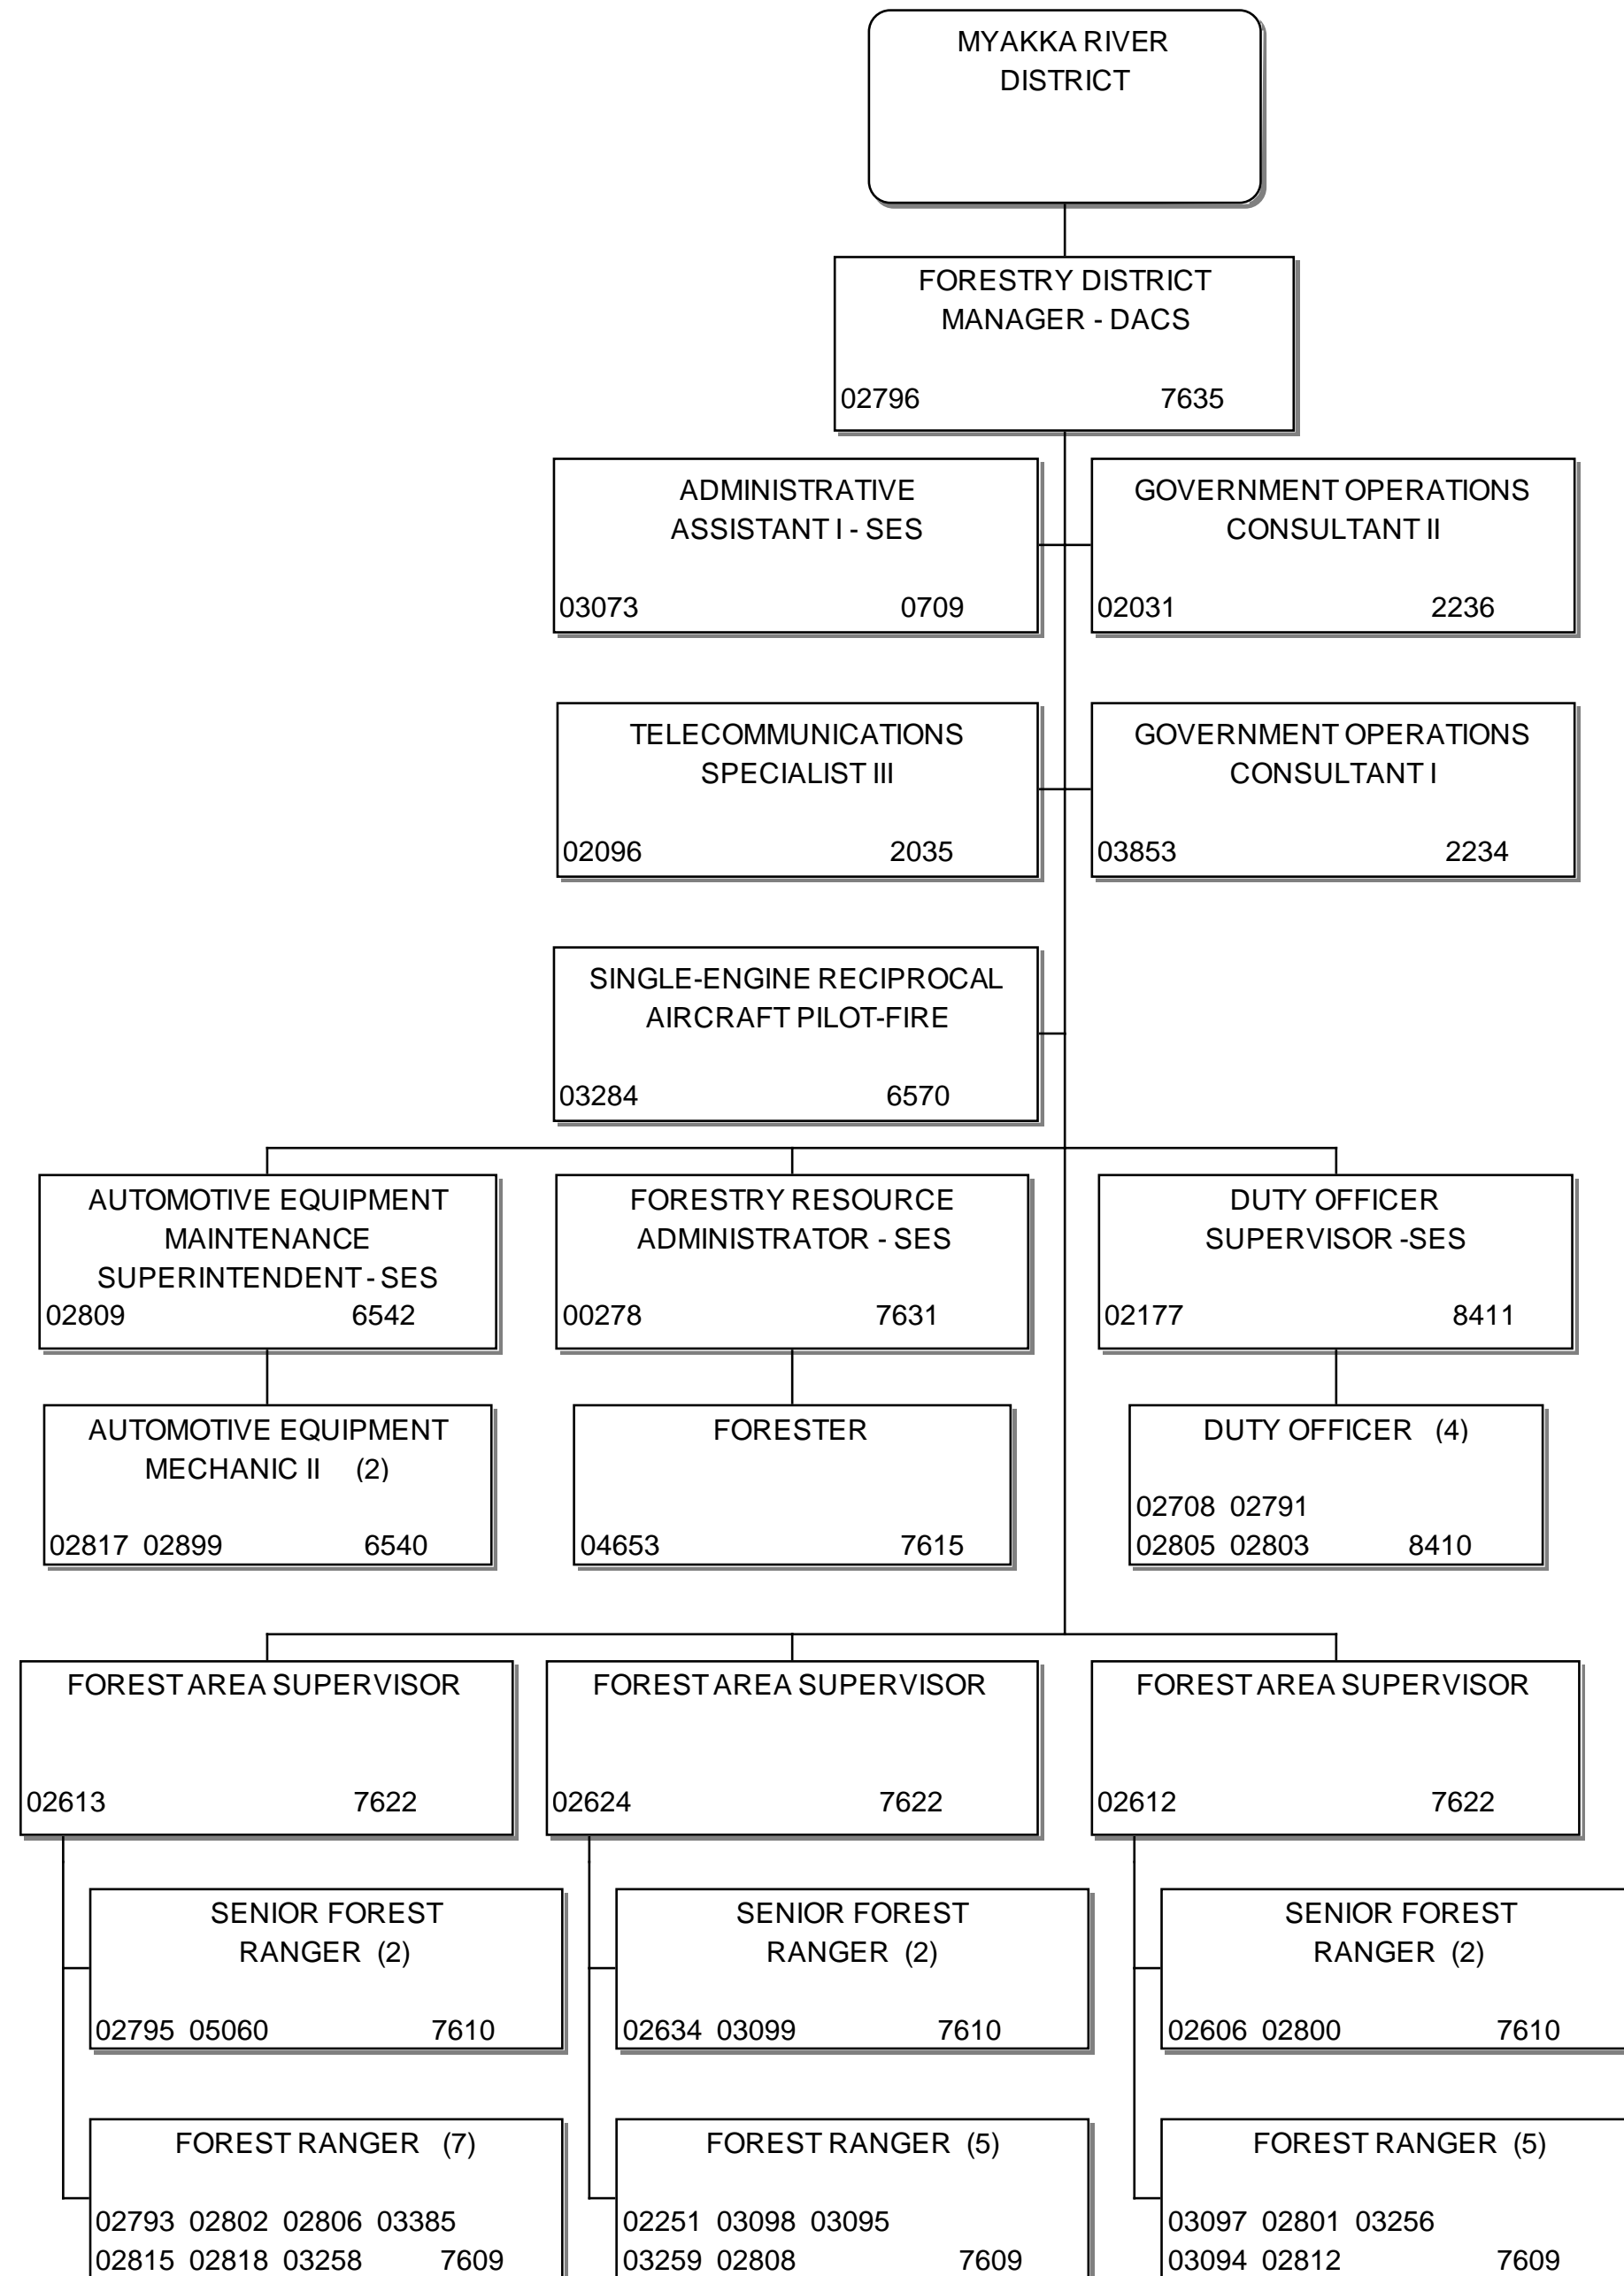 MYAKKA RIVER
DISTRICT
FORESTRY DISTRICT
MANAGER - DACS
02796 7635
ADMINISTRATIVE
ASSISTANT I - SES
03073 0709
GOVERNMENT OPERATIONS
CONSULTANT II
02031 2236
TELECOMMUNICATIONS
SPECIALIST III
02096 2035
GOVERNMENT OPERATIONS
CONSULTANT I
03853 2234
SINGLE-ENGINE RECIPROCAL
AIRCRAFT PILOT-FIRE
03284 6570
AUTOMOTIVE EQUIPMENT
MAINTENANCE
SUPERINTENDENT - SES
02809 6542
FORESTRY RESOURCE
ADMINISTRATOR - SES
00278 7631
DUTY OFFICER
SUPERVISOR -SES
02177 8411
AUTOMOTIVE EQUIPMENT
MECHANIC II (2)
02817 02899 6540
FORESTER
04653 7615
DUTY OFFICER (4)
02708 02791
02805 02803 8410
FOREST AREA SUPERVISOR
02613 7622
FOREST AREA SUPERVISOR
02624 7622
FOREST AREA SUPERVISOR
02612 7622
SENIOR FOREST
RANGER (2)
02795 05060 7610
SENIOR FOREST
RANGER (2)
02634 03099 7610
SENIOR FOREST
RANGER (2)
02606 02800 7610
FOREST RANGER (7)
02793 02802 02806 03385
02815 02818 03258 7609
FOREST RANGER (5)
02251 03098 03095
03259 02808 7609
FOREST RANGER (5)
03097 02801 03256
03094 02812 7609